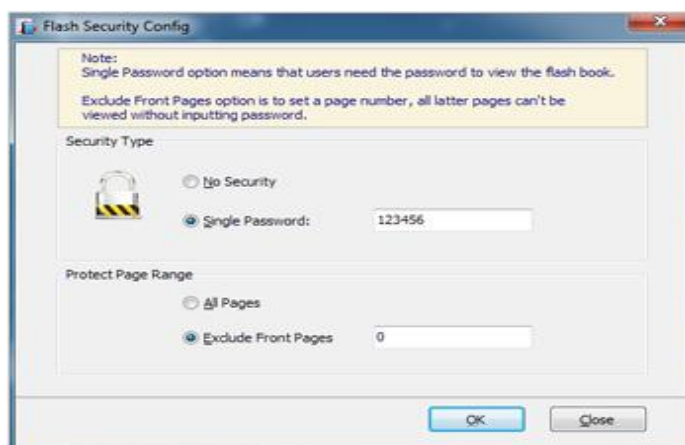 Flash Security Config
Note:
Single Password option means that users need the password to view the flash book.
Exclude Front Pages option is to set a page number, all latter pages can't be
viewed without inputting password.
Security Type
No Security
Single Password: 123456
Protect Page Range
All Pages
Exclude Front Pages 0
OK Close